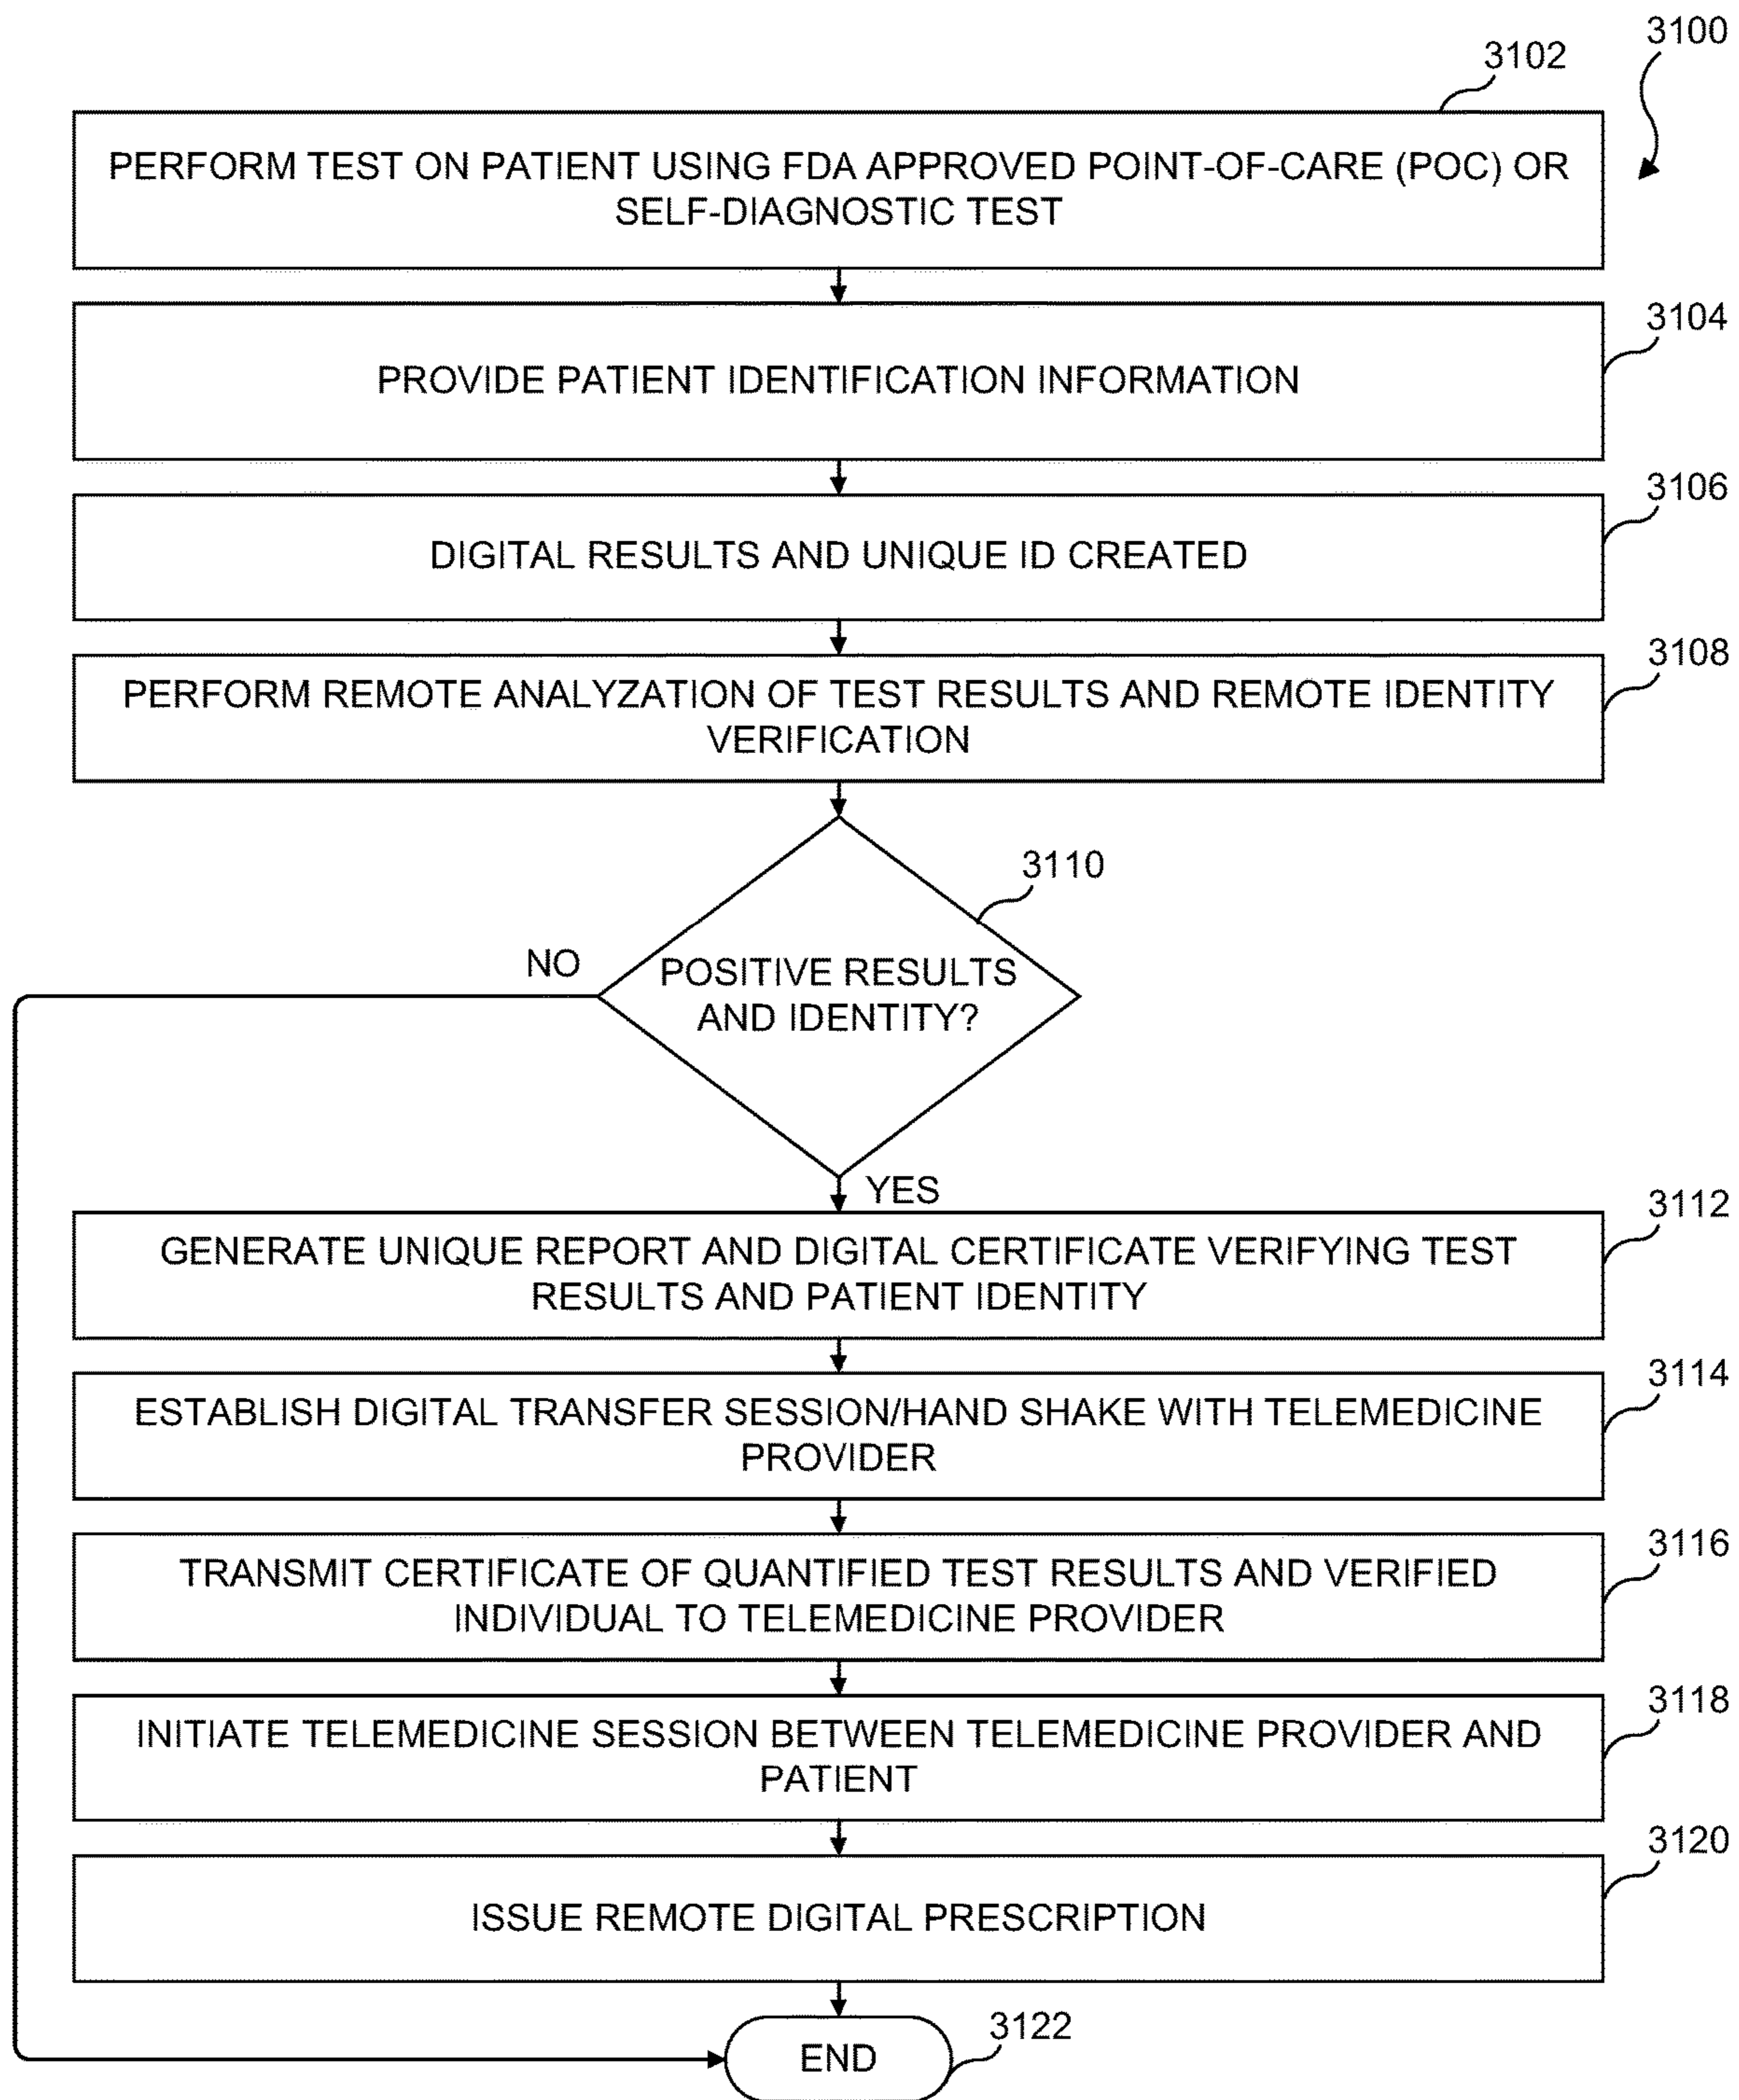 3100
3102
PERFORM TEST ON PATIENT USING FDA APPROVED POINT-OF-CARE (POC) OR
SELF-DIAGNOSTIC TEST
3104
PROVIDE PATIENT IDENTIFICATION INFORMATION
3106
DIGITAL RESULTS AND UNIQUE ID CREATED
3108
PERFORM REMOTE ANALYZATION OF TEST RESULTS AND REMOTE IDENTITY
VERIFICATION
3110
NO
POSITIVE RESULTS
AND IDENTITY?
YES
3112
GENERATE UNIQUE REPORT AND DIGITAL CERTIFICATE VERIFYING TEST
RESULTS AND PATIENT IDENTITY
3114
ESTABLISH DIGITAL TRANSFER SESSION/HAND SHAKE WITH TELEMEDICINE
PROVIDER
3116
TRANSMIT CERTIFICATE OF QUANTIFIED TEST RESULTS AND VERIFIED
INDIVIDUAL TO TELEMEDICINE PROVIDER
3118
INITIATE TELEMEDICINE SESSION BETWEEN TELEMEDICINE PROVIDER AND
PATIENT
3120
ISSUE REMOTE DIGITAL PRESCRIPTION
3122
END